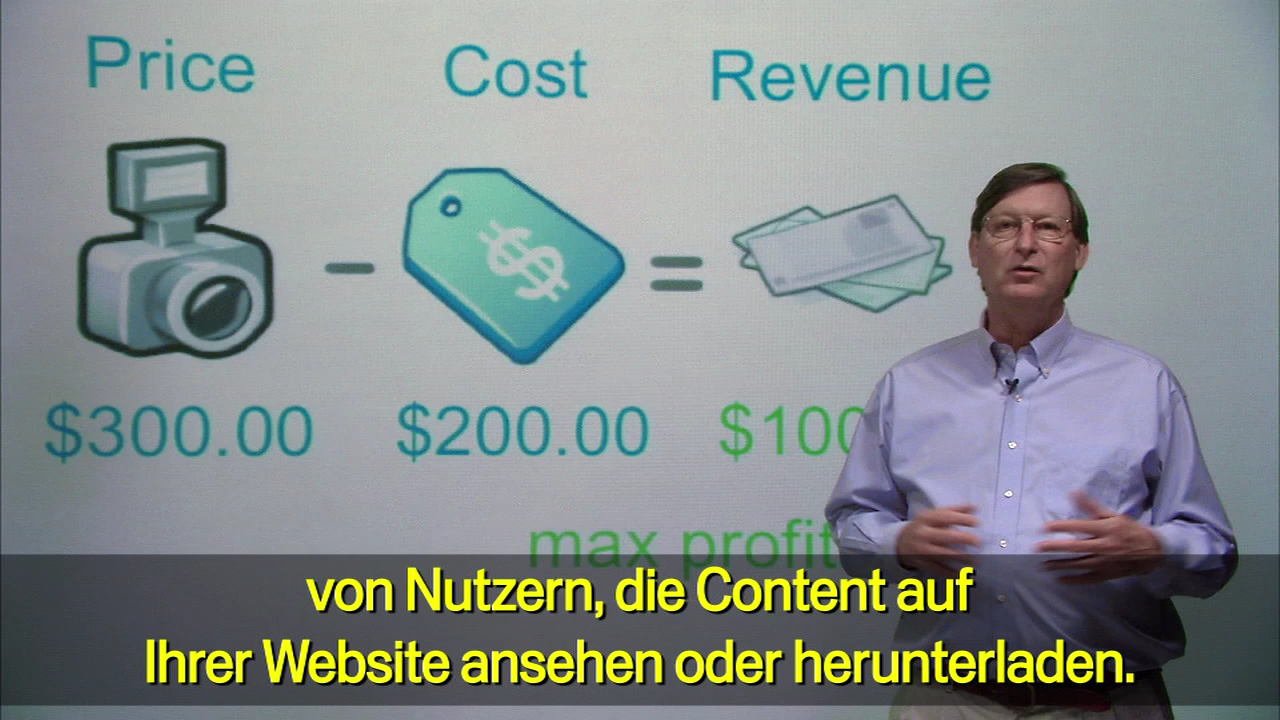 Price Cost Revenue
$300.00 $200.00 $100
max profit
von Nutzern, die Content auf
Ihrer Website ansehen oder herunterladen.